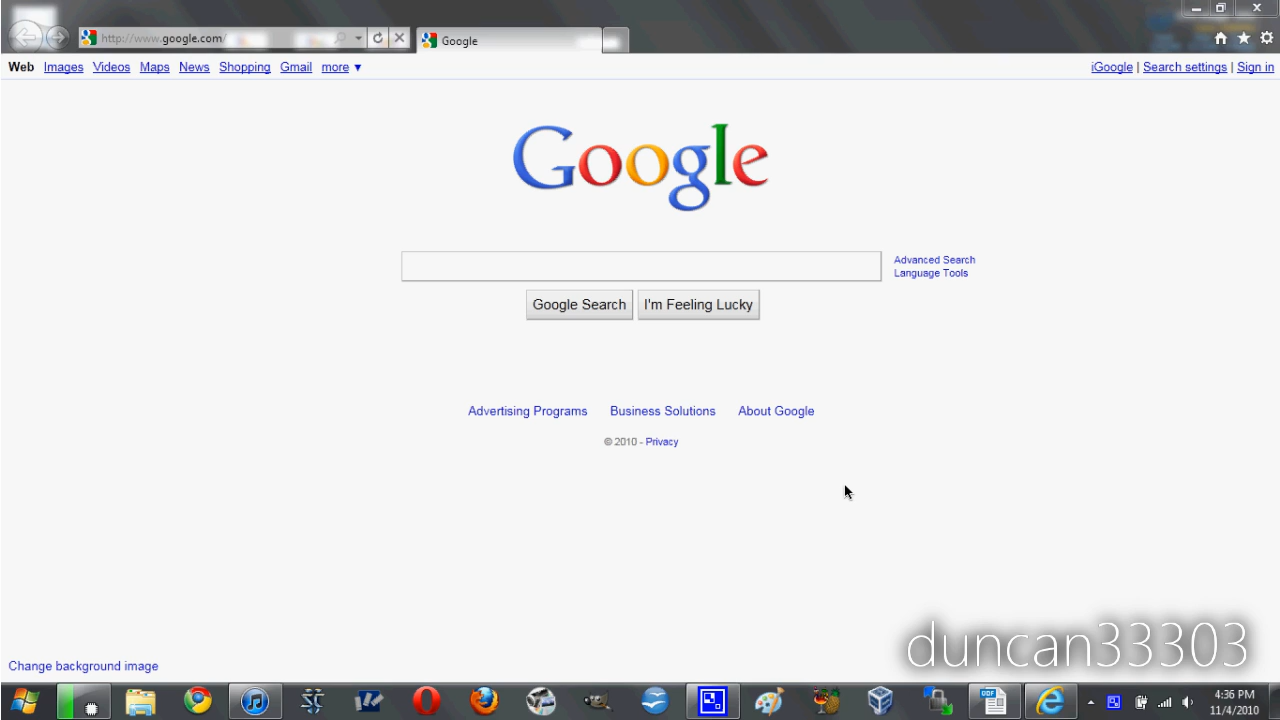 http://www.google.com/
Google
Web Images Videos Maps News Shopping Gmail more ▼
iGoogle | Search settings | Sign in
Google
Advanced Search
Language Tools
Google Search
I'm Feeling Lucky
Advertising Programs Business Solutions About Google
© 2010 - Privacy
duncan33303
Change background image
ODF
4:36 PM
11/4/2010